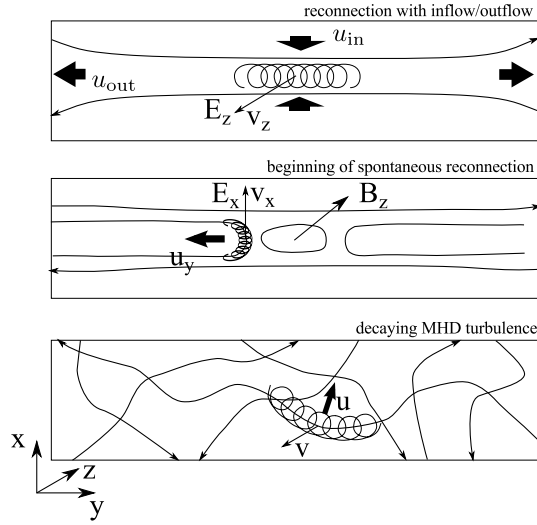 reconnection with inflow/outflow
u_in
u_out
E_z
v_z
beginning of spontaneous reconnection
E_x v_x
B_z
u_y
decaying MHD turbulence
u
v
x
z
y